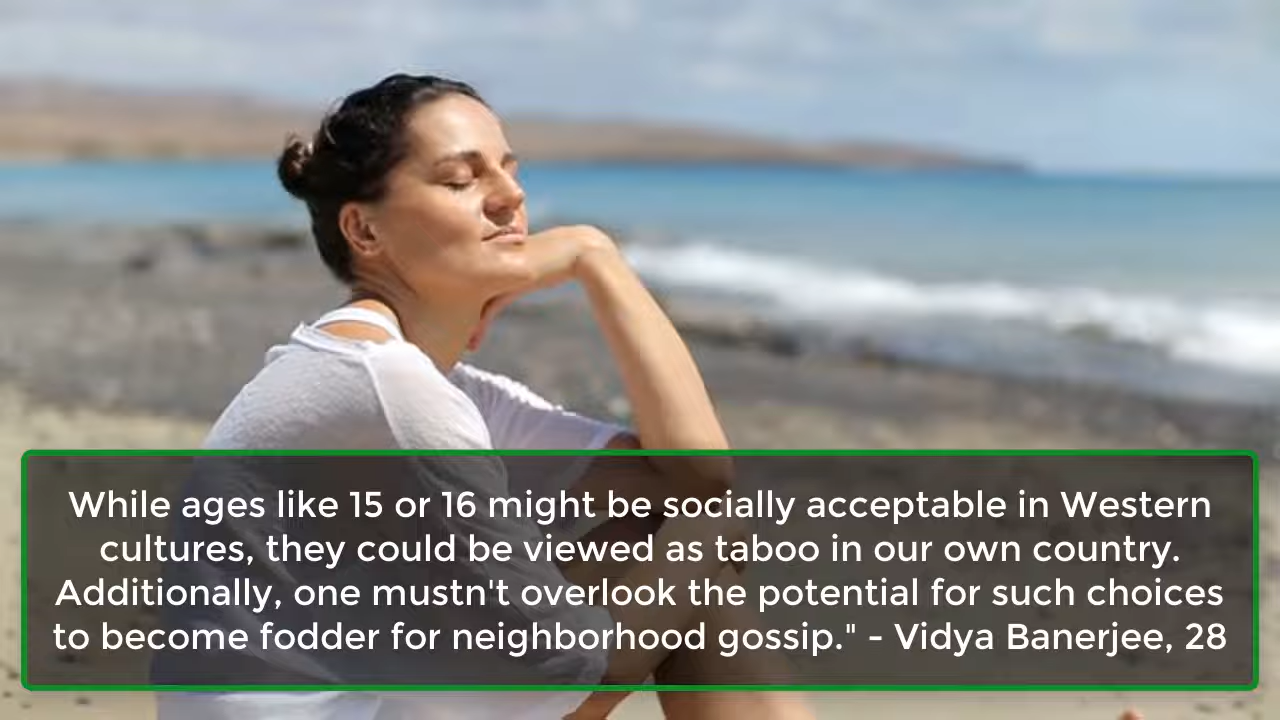 While ages like 15 or 16 might be socially acceptable in Western
cultures, they could be viewed as taboo in our own country.
Additionally, one mustn't overlook the potential for such choices
to become fodder for neighborhood gossip." - Vidya Banerjee, 28